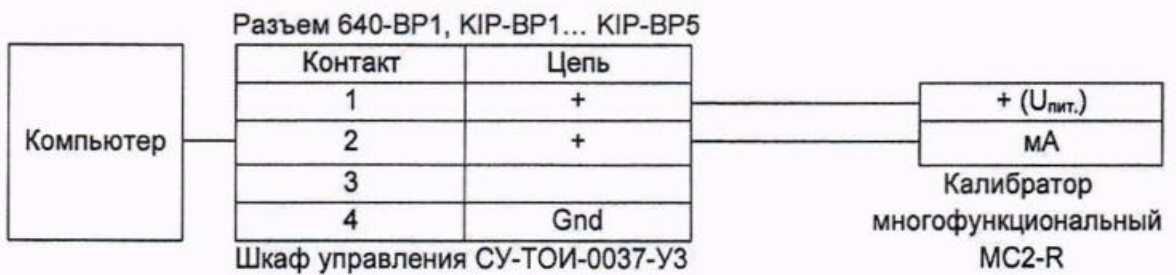 Разъем 640-BP1, KIP-BP1... KIP-BP5
Контакт Цепь
1 +
2 +
3
4 Gnd
Шкаф управления СУ-ТОИ-0037-У3
Компьютер
+ (Uпит.)
мА
Калибратор
многофункциональный
MC2-R